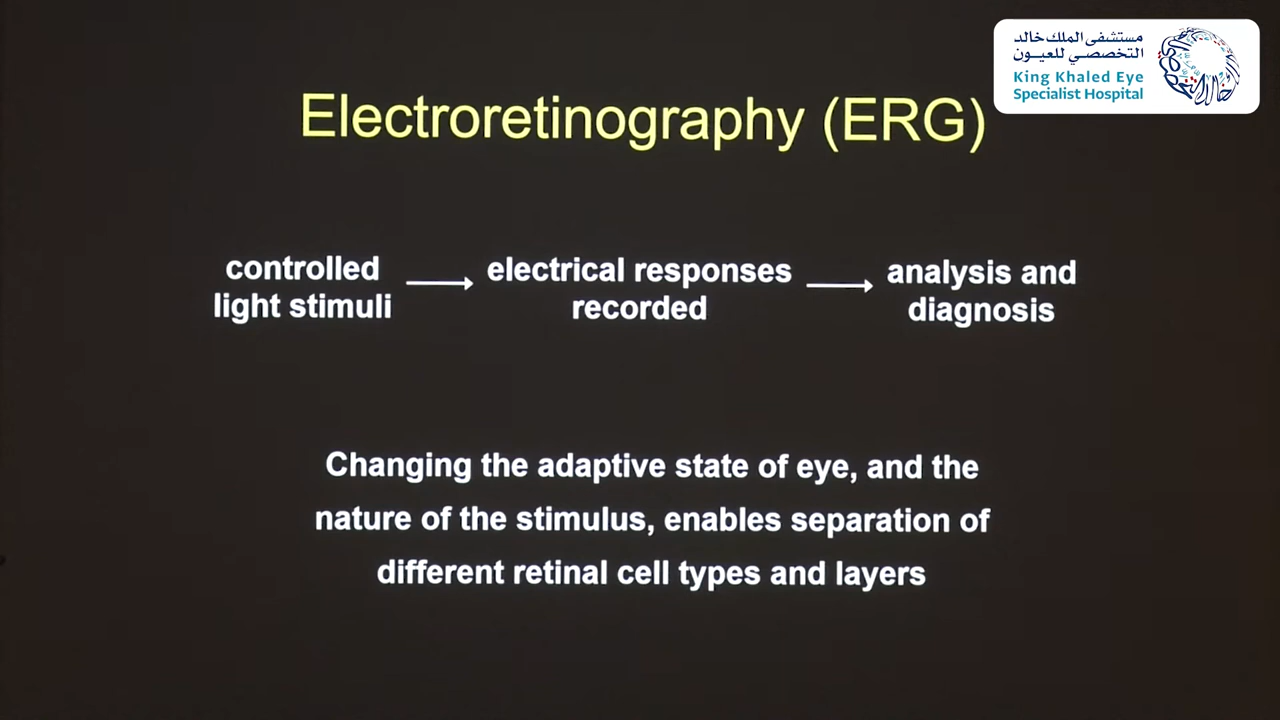 مستشفى الملك خالد
التخصصي للعيون
King Khaled Eye
Specialist Hospital
Electroretinography (ERG)
controlled
light stimuli
electrical responses
recorded
analysis and
diagnosis
Changing the adaptive state of eye, and the
nature of the stimulus, enables separation of
different retinal cell types and layers